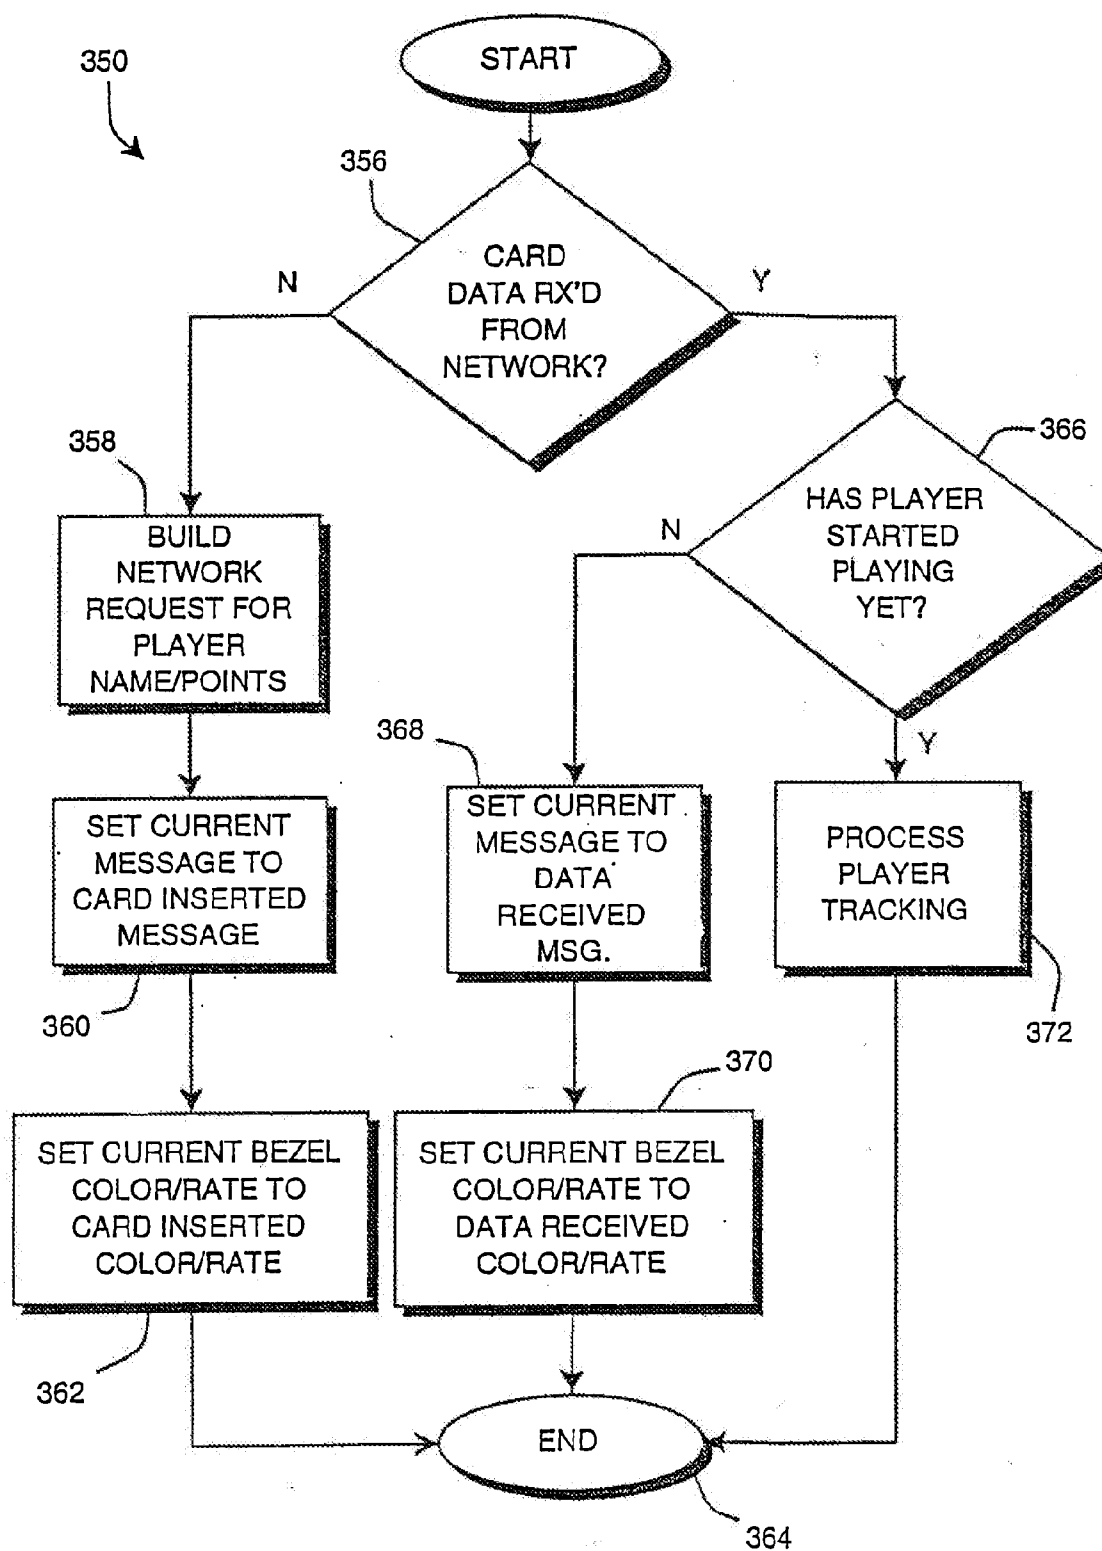 START
350
356
CARD
DATA RX'D
FROM
NETWORK?
N
Y
358
366
BUILD
NETWORK
REQUEST FOR
PLAYER
NAME/POINTS
HAS PLAYER
STARTED
PLAYING
YET?
N
Y
368
SET CURRENT
MESSAGE TO
CARD INSERTED
MESSAGE
360
SET CURRENT
MESSAGE TO
DATA
RECEIVED
MSG.
PROCESS
PLAYER
TRACKING
372
370
SET CURRENT BEZEL
COLOR/RATE TO
CARD INSERTED
COLOR/RATE
362
SET CURRENT BEZEL
COLOR/RATE TO
DATA RECEIVED
COLOR/RATE
END
364